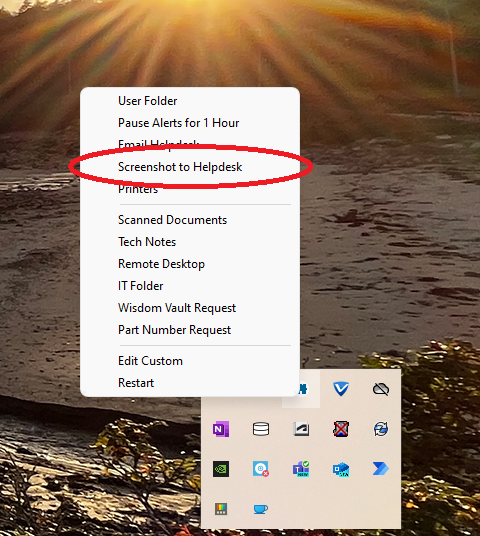 User Folder
Pause Alerts for 1 Hour
Email Helpdesk
Screenshot to Helpdesk
Printers
Scanned Documents
Tech Notes
Remote Desktop
IT Folder
Wisdom Vault Request
Part Number Request
Edit Custom
Restart
N
NEW